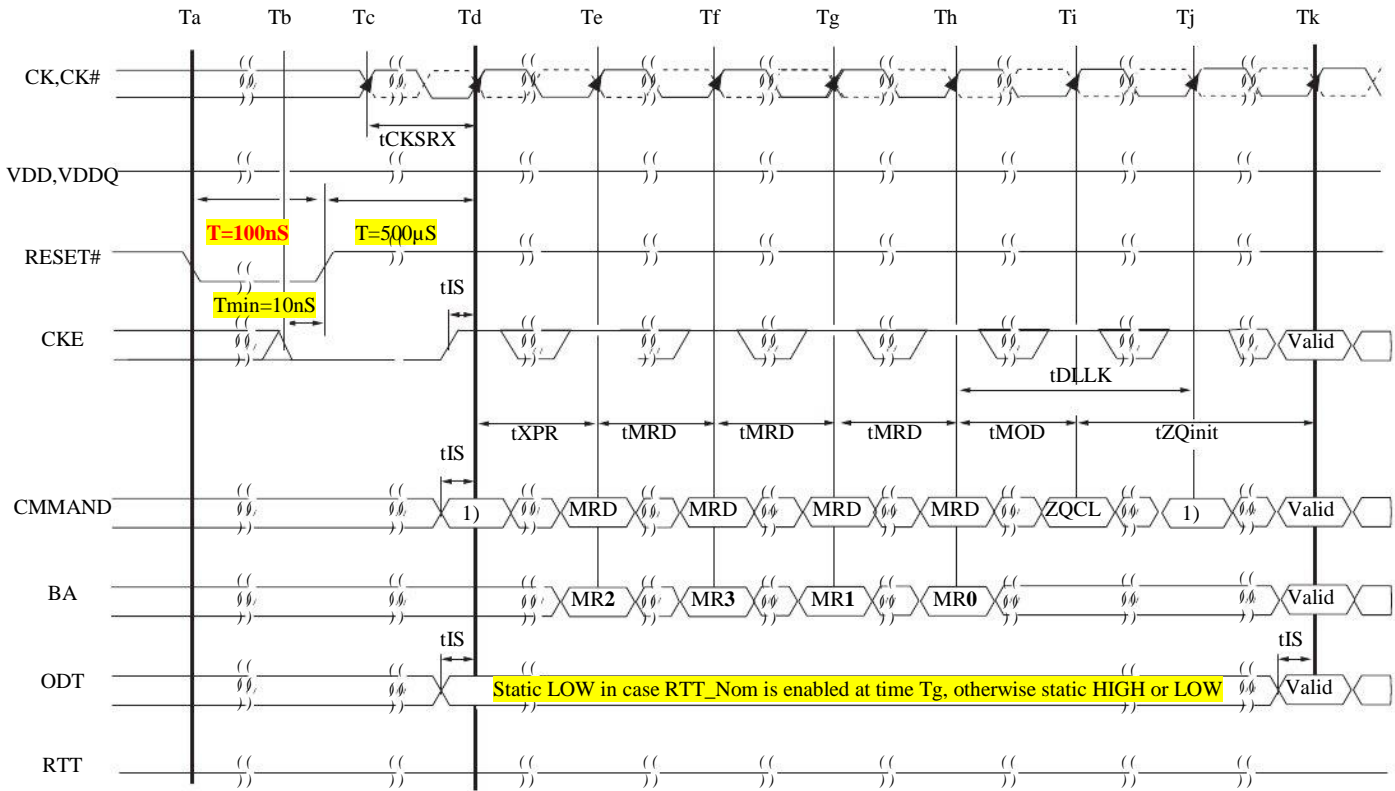 Ta Tb Tc Td Te Tf Tg Th Ti Tj Tk
CK,CK#
tCKSRX
VDD,VDDQ
T=100nS T=500µS
RESET#
Tmin=10nS tIS
CKE Valid
tDLLK
tXPR tMRD tMRD tMRD tMOD tZQinit
tIS
CMMAND 1) MRD MRD MRD MRD ZQCL 1) Valid
BA MR2 MR3 MR1 MR0 Valid
tIS tIS
ODT Static LOW in case RTT_Nom is enabled at time Tg, otherwise static HIGH or LOW Valid
RTT